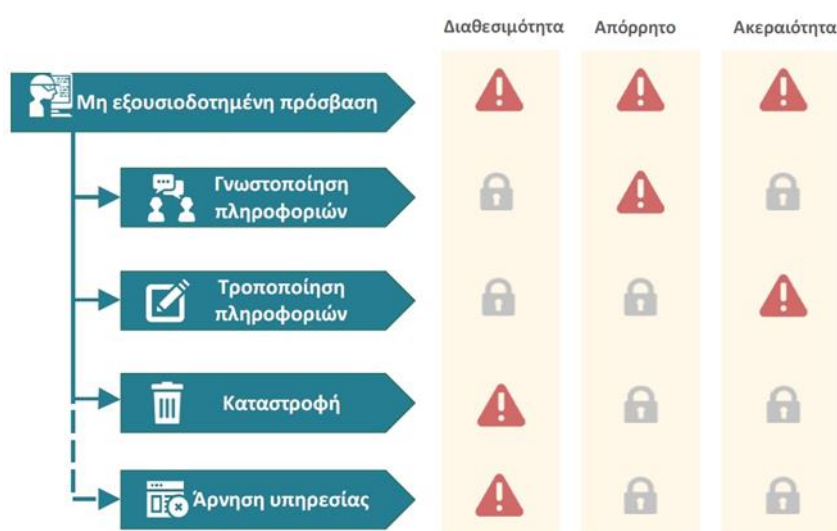 Διαθεσιμότητα Απόρρητο Ακεραιότητα
Μη εξουσιοδοτημένη πρόσβαση
Γνωστοποίηση
πληροφοριών
Τροποποίηση
πληροφοριών
Καταστροφή
Άρνηση υπηρεσίας